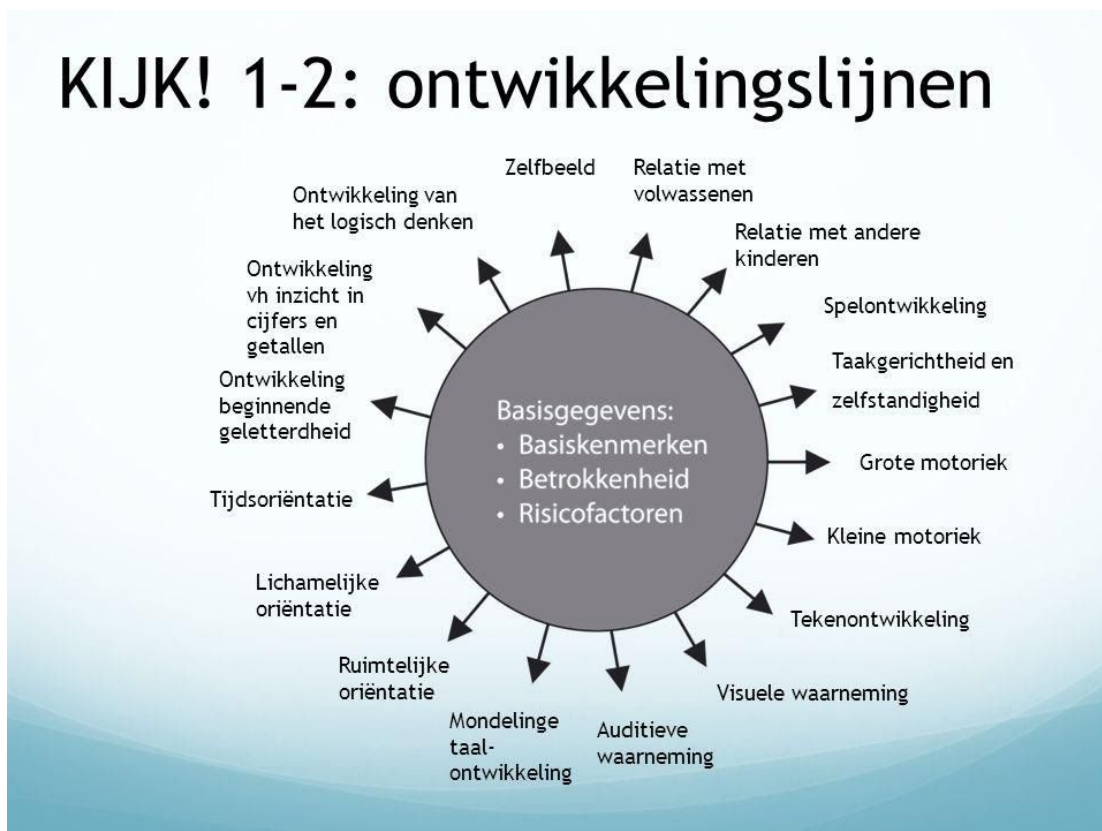 KIJK! 1-2: ontwikkelingslijnen
Zelfbeeld
Relatie met
volwassenen
Relatie met andere
kinderen
Spelontwikkeling
Taakgerichtheid en
zelfstandigheid
Grote motoriek
Kleine motoriek
Tekenontwikkeling
Visuele waarneming
Auditieve
waarneming
Mondelinge
taal-
ontwikkeling
Ruimtelijke
oriëntatie
Lichamelijke
oriëntatie
Tijdsoriëntatie
Ontwikkeling
beginnende
geletterdheid
Ontwikkeling
vh inzicht in
cijfers en
getallen
Ontwikkeling van
het logisch denken
Basisgegevens:
• Basiskenmerken
• Betrokkenheid
• Risicofactoren